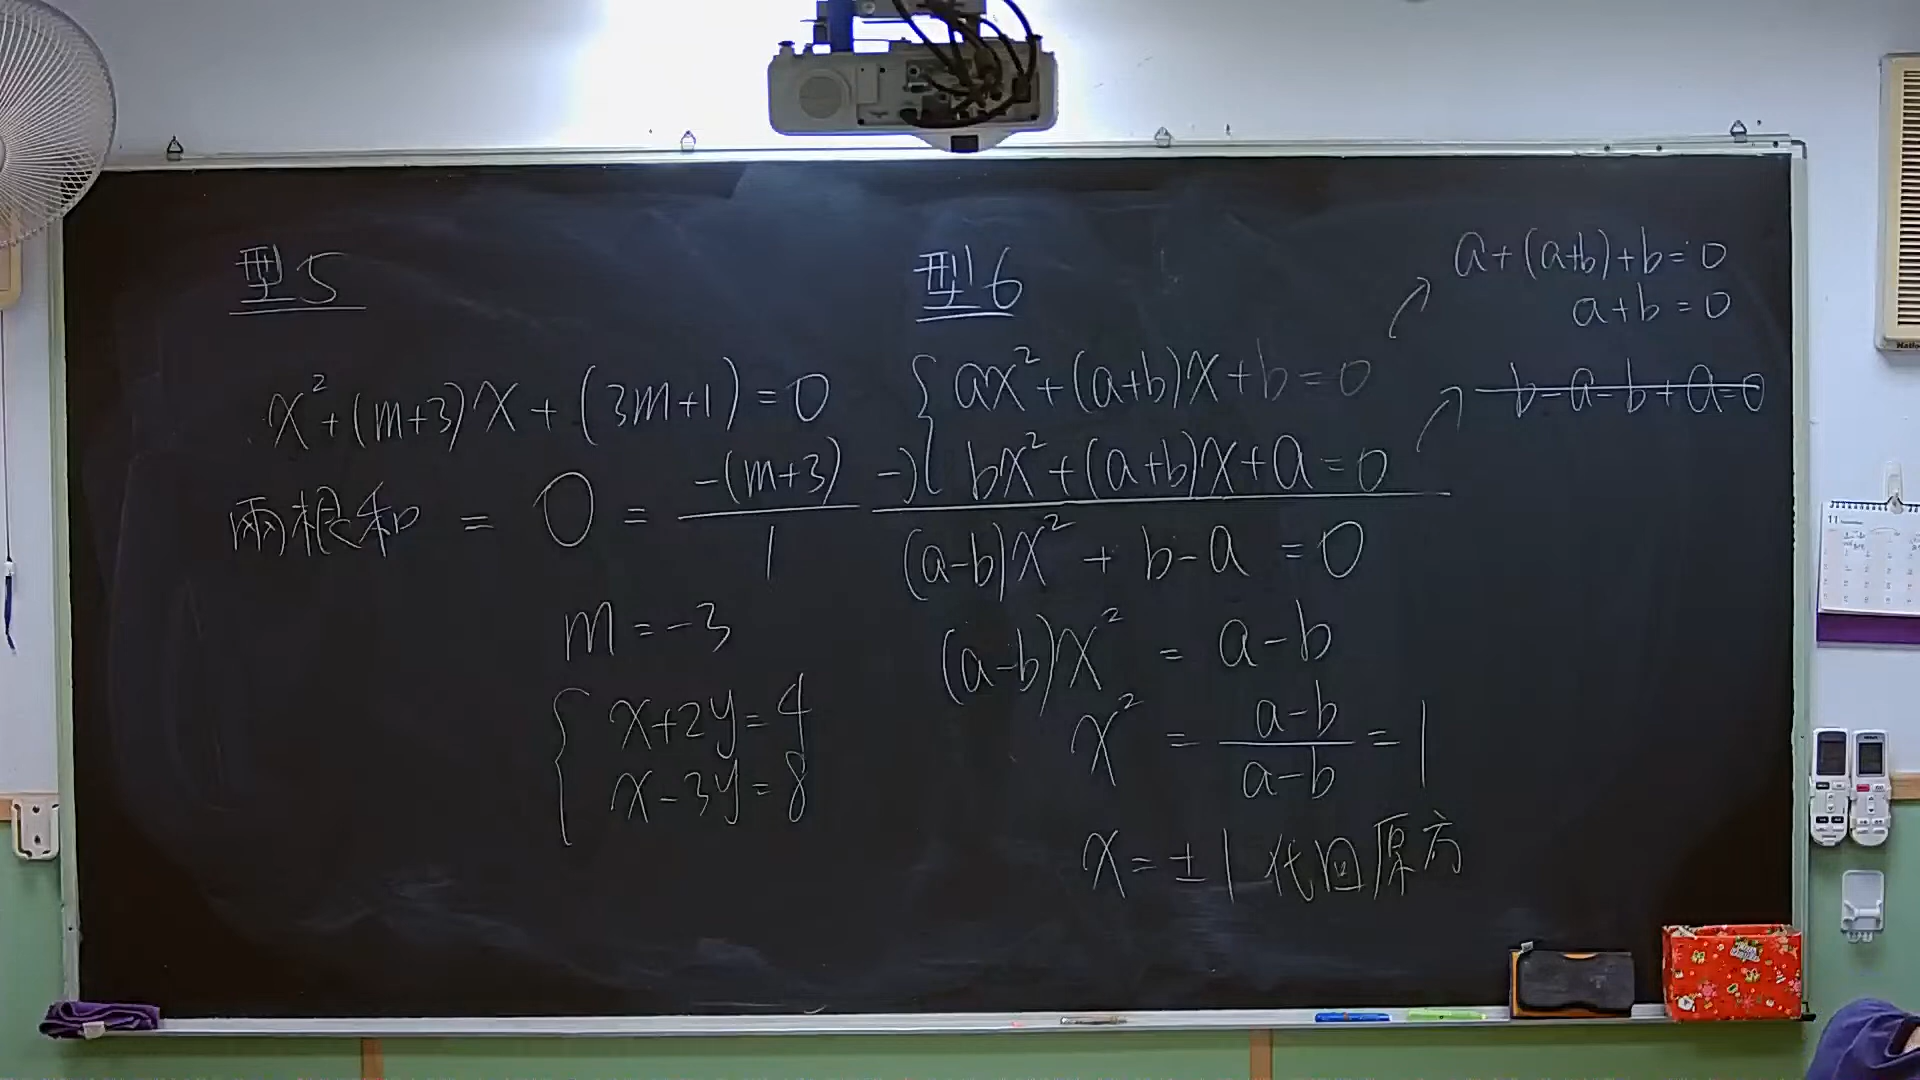 型5
x²+(m+3)x+(3m+1)=0
兩根和 = 0 = -(m+3)/1
m=-3
{ x+2y=4
x-3y=8
型6
{ ax²+(a+b)x+b=0
-) bx²+(a+b)x+a=0
(a-b)x² + b-a = 0
(a-b)x² = a-b
x² = a-b/a-b = 1
x=±1 代回原方
a+(a+b)+b=0
a+b=0
b-a-b+a=0
11